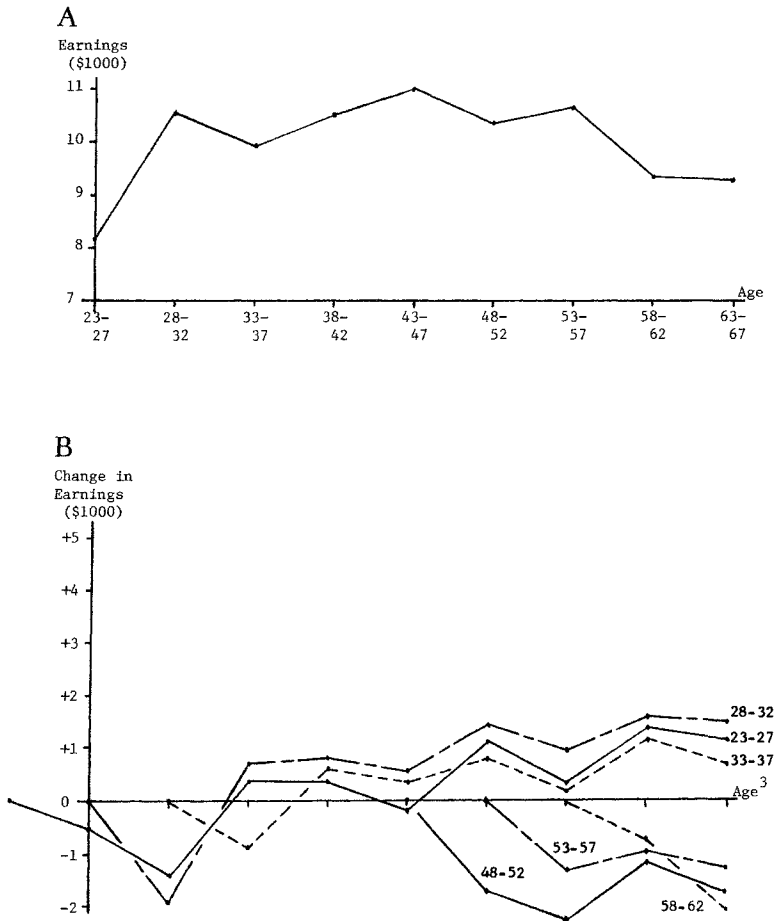 A
Earnings
($1000)
11
10
9
8
7
Age
23- 28- 33- 38- 43- 48- 53- 58- 63-
27 32 37 42 47 52 57 62 67
B
Change in
Earnings
($1000)
+5
+4
+3
+2
28-32
+1
23-27
33-37
0
Age3
53-57
-1
48-52
58-62
-2